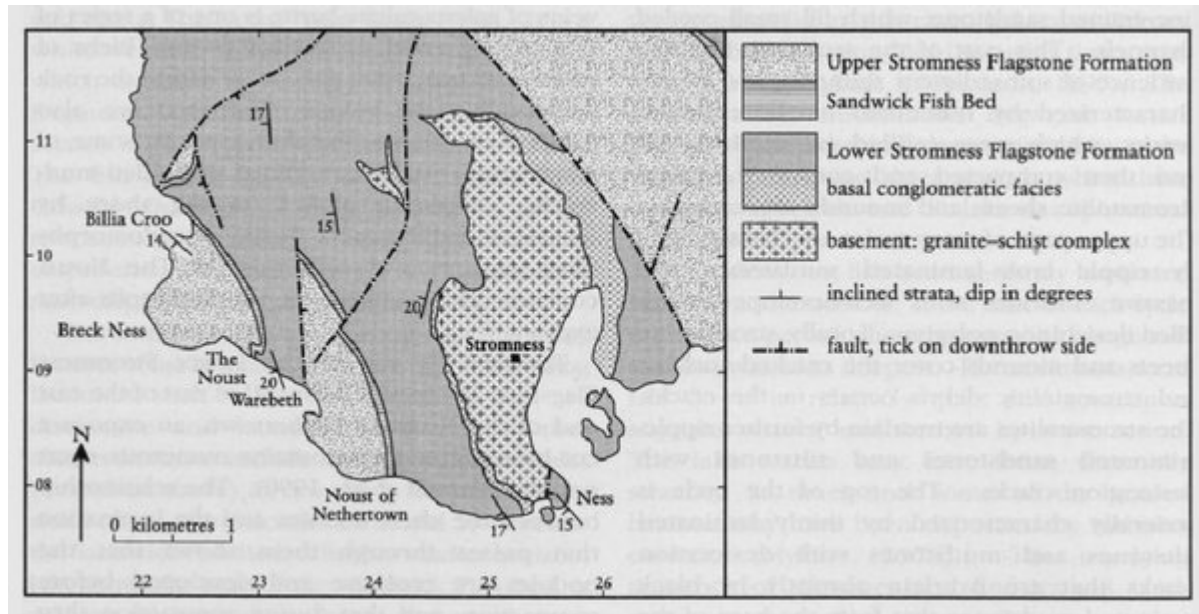 17
11
Billia Croo
14
15
10
20
Breck Ness
Stromness
The
Noust
20
09
Warebeth
N
08
Noust of
Nethertown
Ness
17
15
0 kilometres 1
22 23 24 25 26
Upper Stromness Flagstone Formation
Sandwick Fish Bed
Lower Stromness Flagstone Formation
basal conglomeratic facies
basement: granite–schist complex
inclined strata, dip in degrees
fault, tick on downthrow side